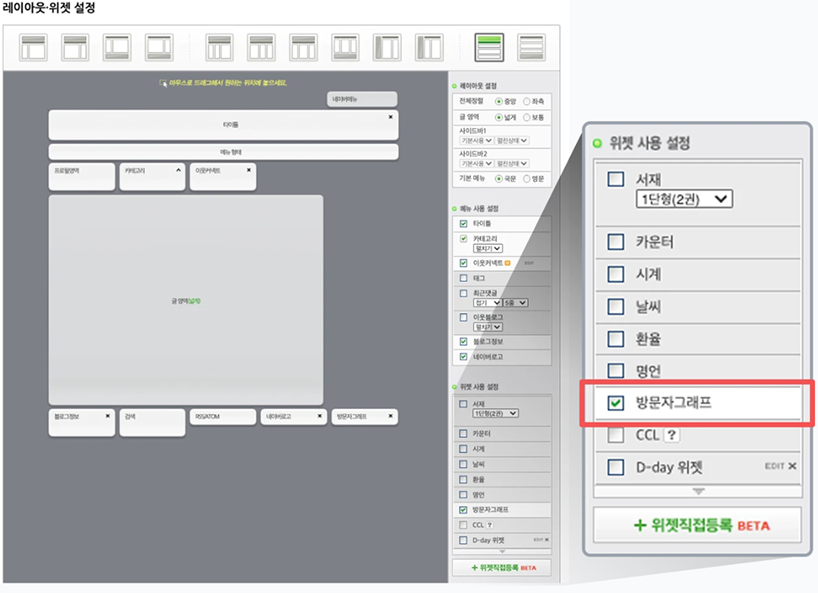 레이아웃·위젯 설정
마우스로 드래그해서 원하는 위치에 놓으세요.
네이버메뉴
타이틀
메뉴 형태
프로필영역
카테고리
이웃커넥트
글 영역(넓게)
블로그정보
검색
RSS/ATOM
네이버로고
방문자그래프
레이아웃 설정
전체정렬 중앙 좌측
글 영역 넓게 보통
사이드바1
기본사용 펼친상태
사이드바2
기본사용 펼친상태
기본 메뉴 국문 영문
메뉴 사용 설정
타이틀
카테고리
펼치기
이웃커넥트 EDIT
태그
최근댓글
접기 5줄
이웃블로그
펼치기
블로그정보
네이버로고
위젯 사용 설정
서재
1단형(2권)
카운터
시계
날씨
환율
명언
방문자그래프
CCL ?
D-day 위젯 EDIT ✕
+ 위젯직접등록 BETA
위젯 사용 설정
서재
1단형(2권)
카운터
시계
날씨
환율
명언
방문자그래프
CCL ?
D-day 위젯 EDIT ✕
+ 위젯직접등록 BETA